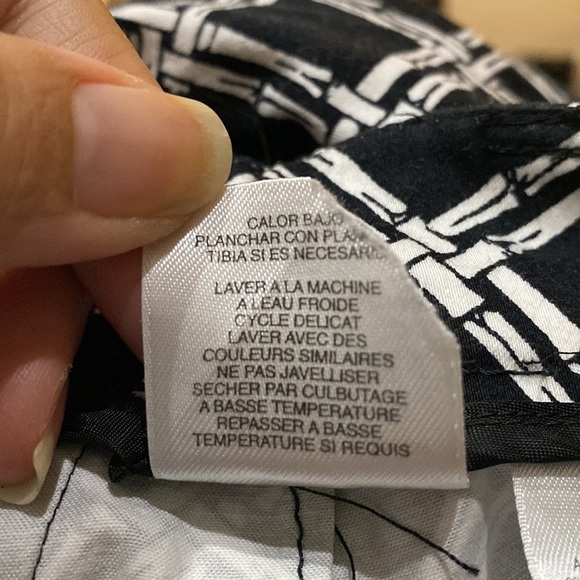 CALOR BAJO
PLANCHAR CON
TIBIA SI ES NECESARIO
LAVER A LA MACHINE
A L'EAU FROIDE
CYCLE DELICAT
LAVER AVEC DES
COULEURS SIMILAIRES
NE PAS JAVELLISER
SECHER PAR CULBUTAGE
A BASSE TEMPERATURE
REPASSER A BASSE
TEMPERATURE SI REQUIS